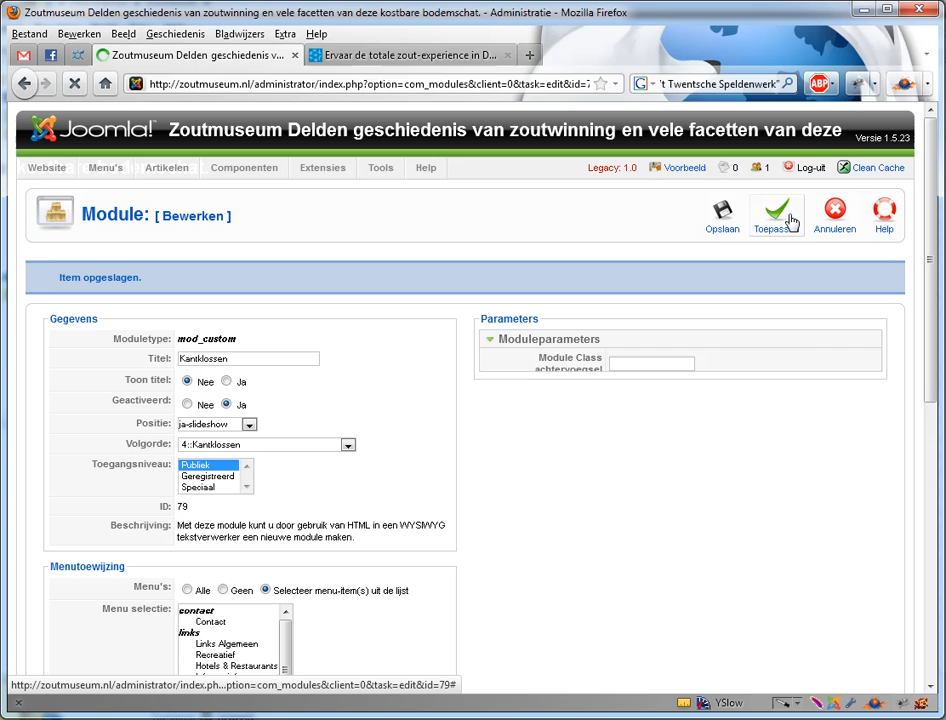 Zoutmuseum Delden geschiedenis van zoutwinning en vele facetten van deze kostbare bodemschat. - Administratie - Mozilla Firefox
Bestand Bewerken Beeld Geschiedenis Bladwijzers Extra Help
Zoutmuseum Delden geschiedenis v... Ervaar de totale zout-experience in D...
http://zoutmuseum.nl/administrator/index.php?option=com_modules&client=0&task=edit&id=7 't Twentsche Speldenwerk" ABP
Joomla! Zoutmuseum Delden geschiedenis van zoutwinning en vele facetten van deze Versie 1.5.23
Website Menu's Artikelen Componenten Extensies Tools Help Legacy: 1.0 Voorbeeld 0 1 Log-uit Clean Cache
Module: [ Bewerken ]
Opslaan Toepass Annuleren Help
Item opgeslagen.
Gegevens
Moduletype: mod_custom
Titel: Kantklossen
Toon titel: Nee Ja
Geactiveerd: Nee Ja
Positie: ja-slideshow
Volgorde: 4::Kantklossen
Toegangsniveau: Publiek
Geregistreerd
Speciaal
ID: 79
Beschrijving: Met deze module kunt u door gebruik van HTML in een WYSIWYG
tekstverwerker een nieuwe module maken.
Parameters
Moduleparameters
Module Class
achtervoegsel
Menutoewijzing
Menu's: Alle Geen Selecteer menu-item(s) uit de lijst
Menu selectie: contact
Contact
links
Links Algemeen
Recreatief
Hotels & Restaurants
http://zoutmuseum.nl/administrator/index.ph...ption=com_modules&client=0&task=edit&id=79#
YSlow